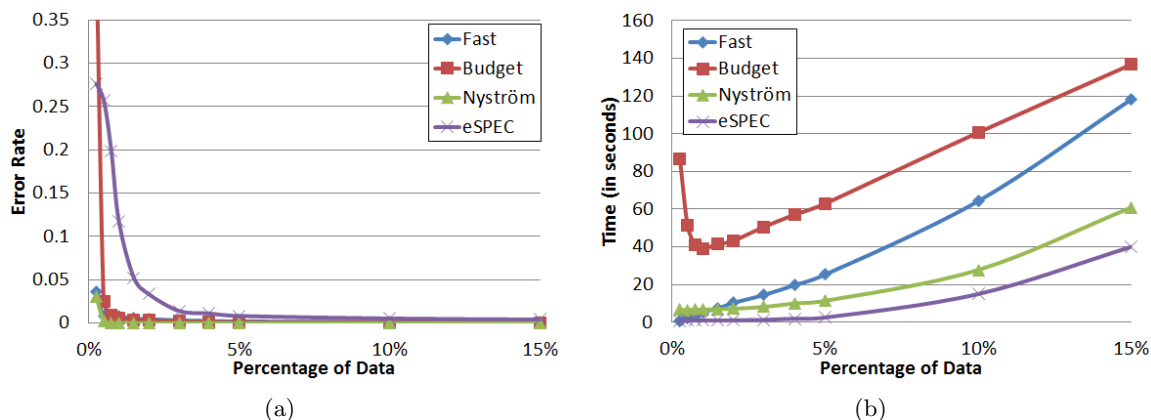 0.35
0.3
0.25
0.2
0.15
0.1
0.05
0
Error Rate
Fast
Budget
Nyström
eSPEC
0% 5% 10% 15%
Percentage of Data
(a)
160
140
120
100
80
60
40
20
0
Time (in seconds)
Fast
Budget
Nyström
eSPEC
0% 5% 10% 15%
Percentage of Data
(b)